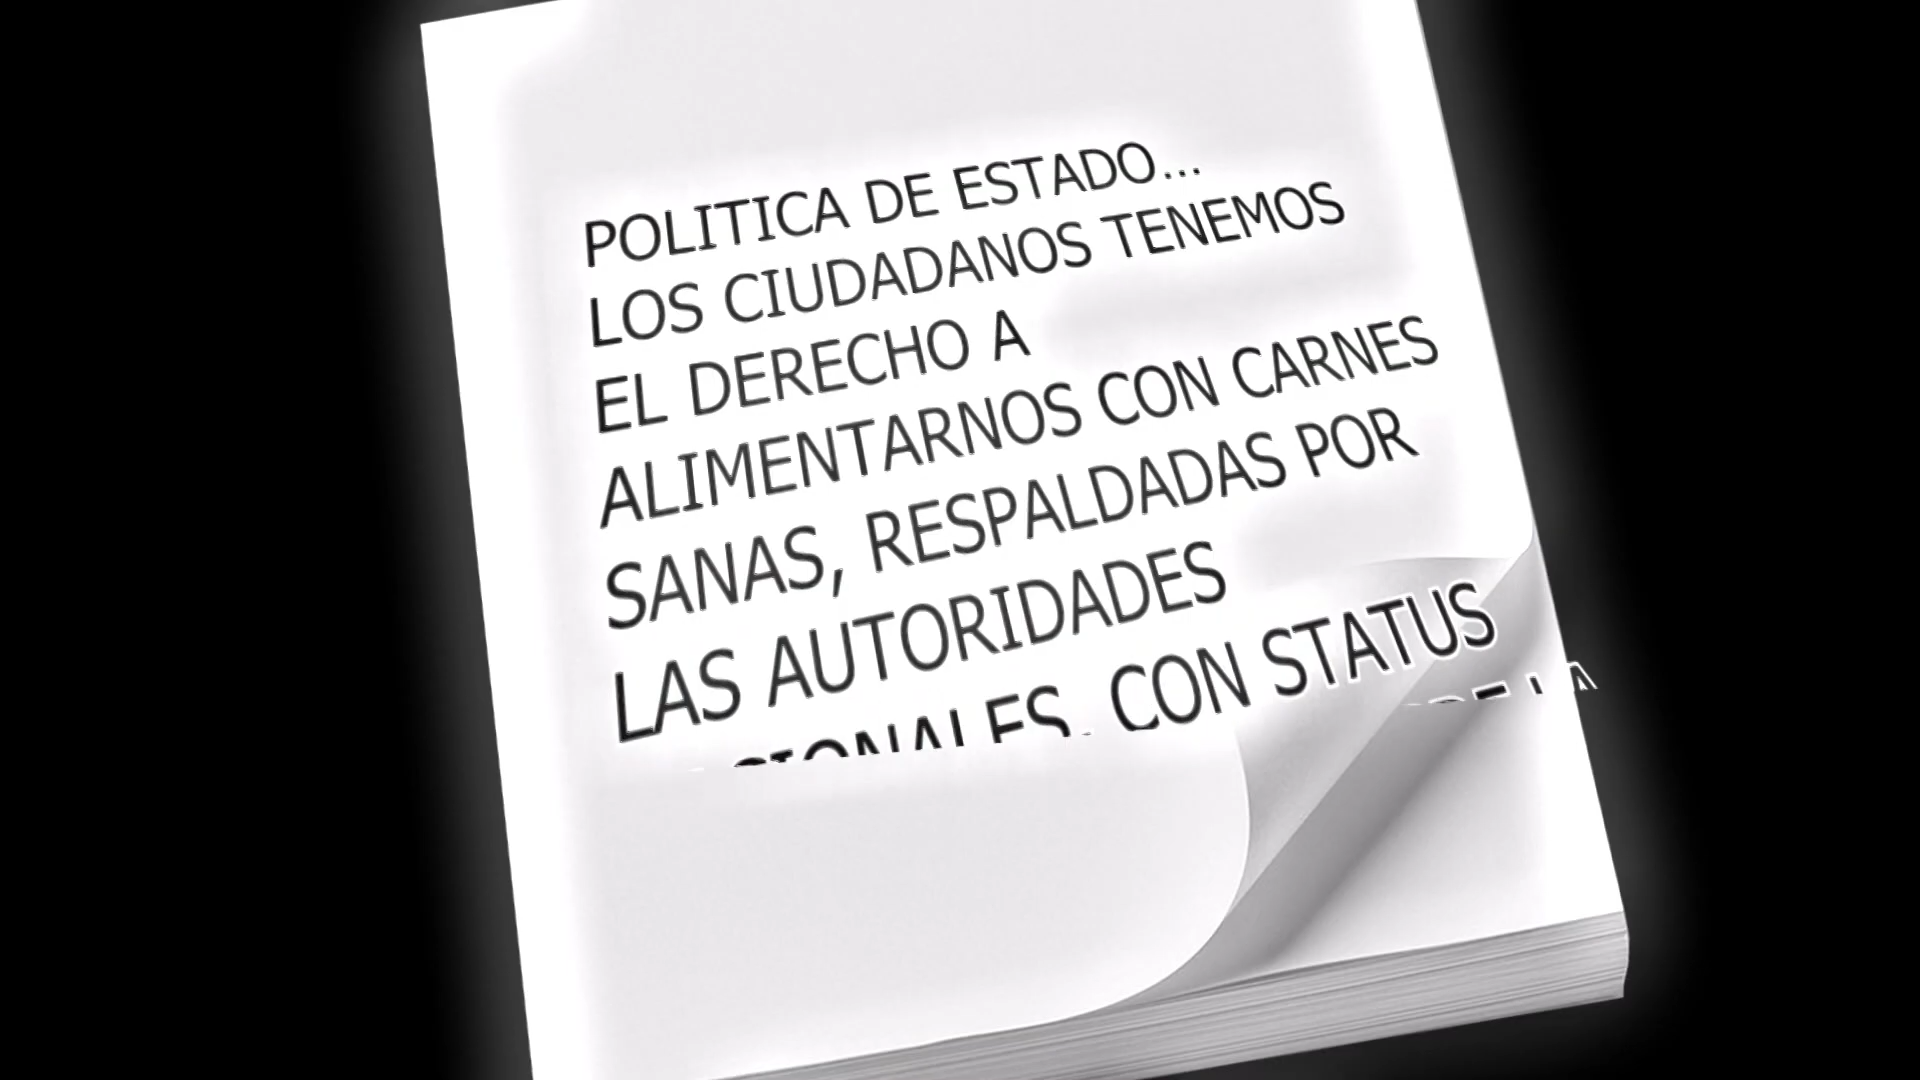 POLITICA DE ESTADO...
LOS CIUDADANOS TENEMOS
EL DERECHO A
ALIMENTARNOS CON CARNES
SANAS, RESPALDADAS POR
LAS AUTORIDADES
CON STATUS